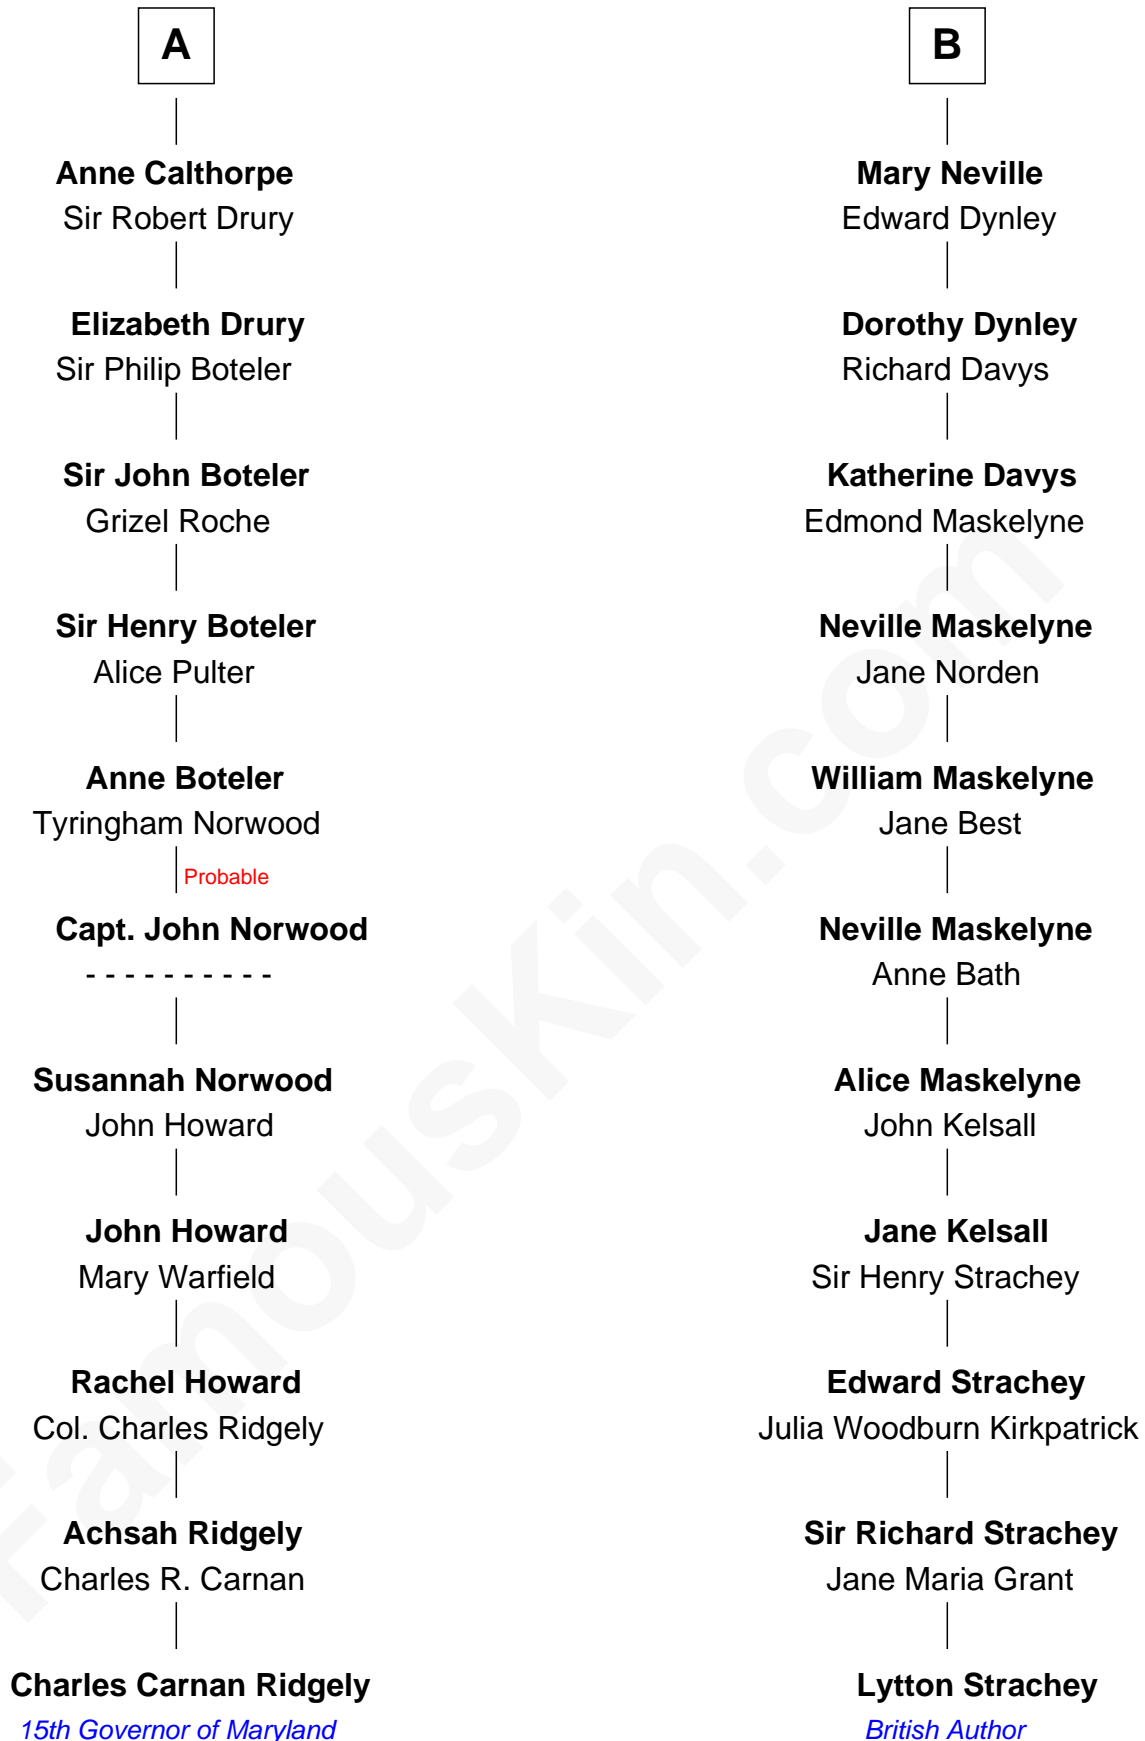 A
Anne Calthorpe
Sir Robert Drury
Elizabeth Drury
Sir Philip Boteler
Sir John Boteler
Grizel Roche
Sir Henry Boteler
Alice Pulter
Anne Boteler
Tyringham Norwood
Probable
Capt. John Norwood
- - - - - - - - - -
Susannah Norwood
John Howard
John Howard
Mary Warfield
Rachel Howard
Col. Charles Ridgely
Achsah Ridgely
Charles R. Carnan
Charles Carnan Ridgely
15th Governor of Maryland
B
Mary Neville
Edward Dynley
Dorothy Dynley
Richard Davys
Katherine Davys
Edmond Maskelyne
Neville Maskelyne
Jane Norden
William Maskelyne
Jane Best
Neville Maskelyne
Anne Bath
Alice Maskelyne
John Kelsall
Jane Kelsall
Sir Henry Strachey
Edward Strachey
Julia Woodburn Kirkpatrick
Sir Richard Strachey
Jane Maria Grant
Lytton Strachey
British Author
FamousKin.com